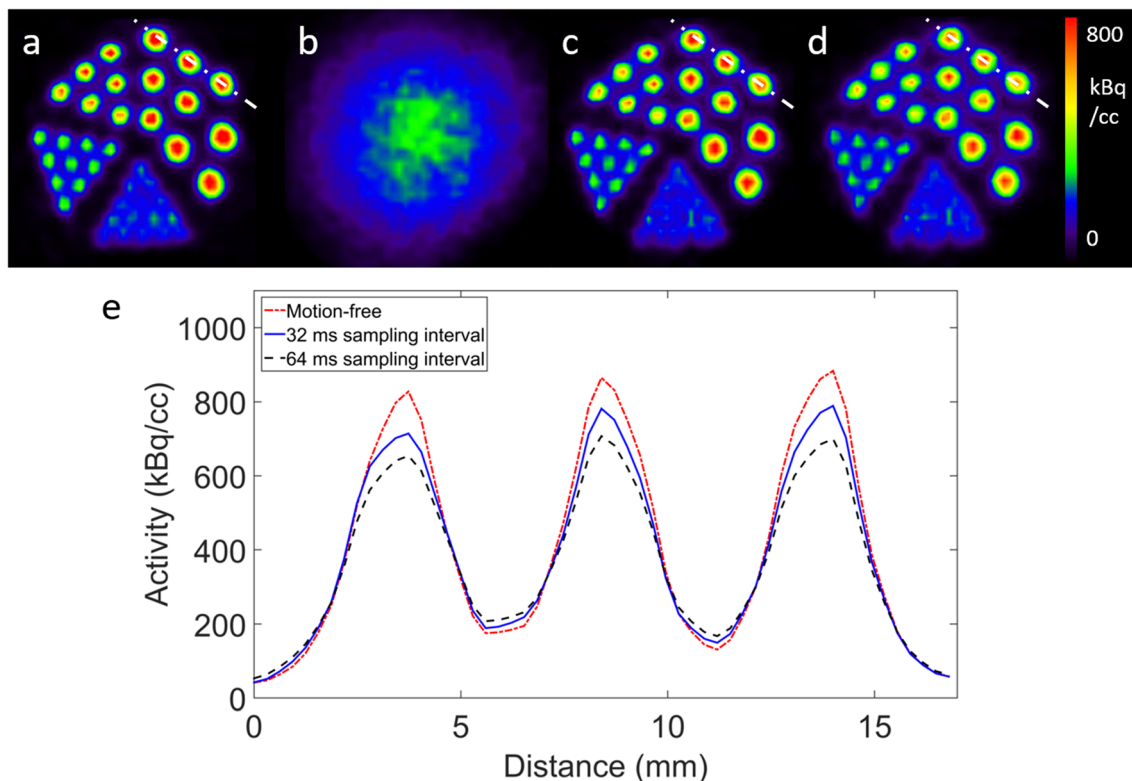 a b c d
800
kBq
/cc
0
e
Motion-free
32 ms sampling interval
64 ms sampling interval
1000
800
600
400
200
0
Activity (kBq/cc)
0 5 10 15
Distance (mm)